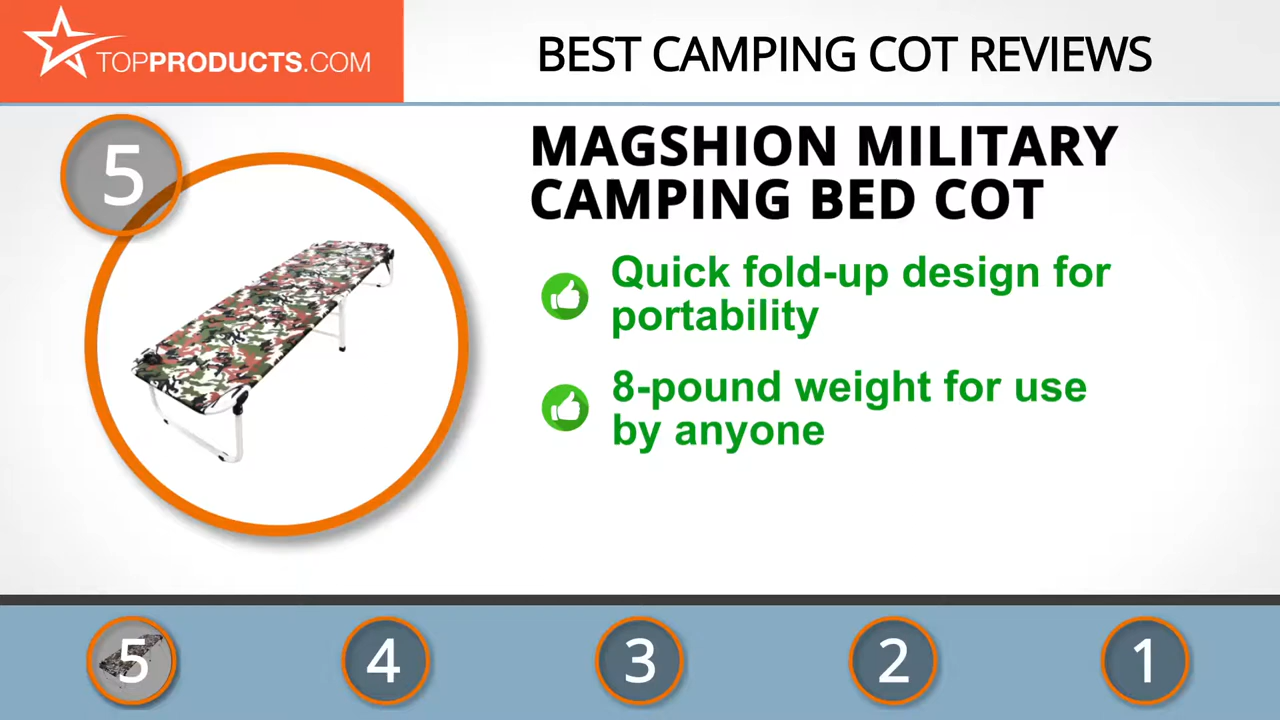 TOPPRODUCTS.COM
BEST CAMPING COT REVIEWS
5
MAGSHION MILITARY
CAMPING BED COT
Quick fold-up design for
portability
8-pound weight for use
by anyone
5
4
3
2
1